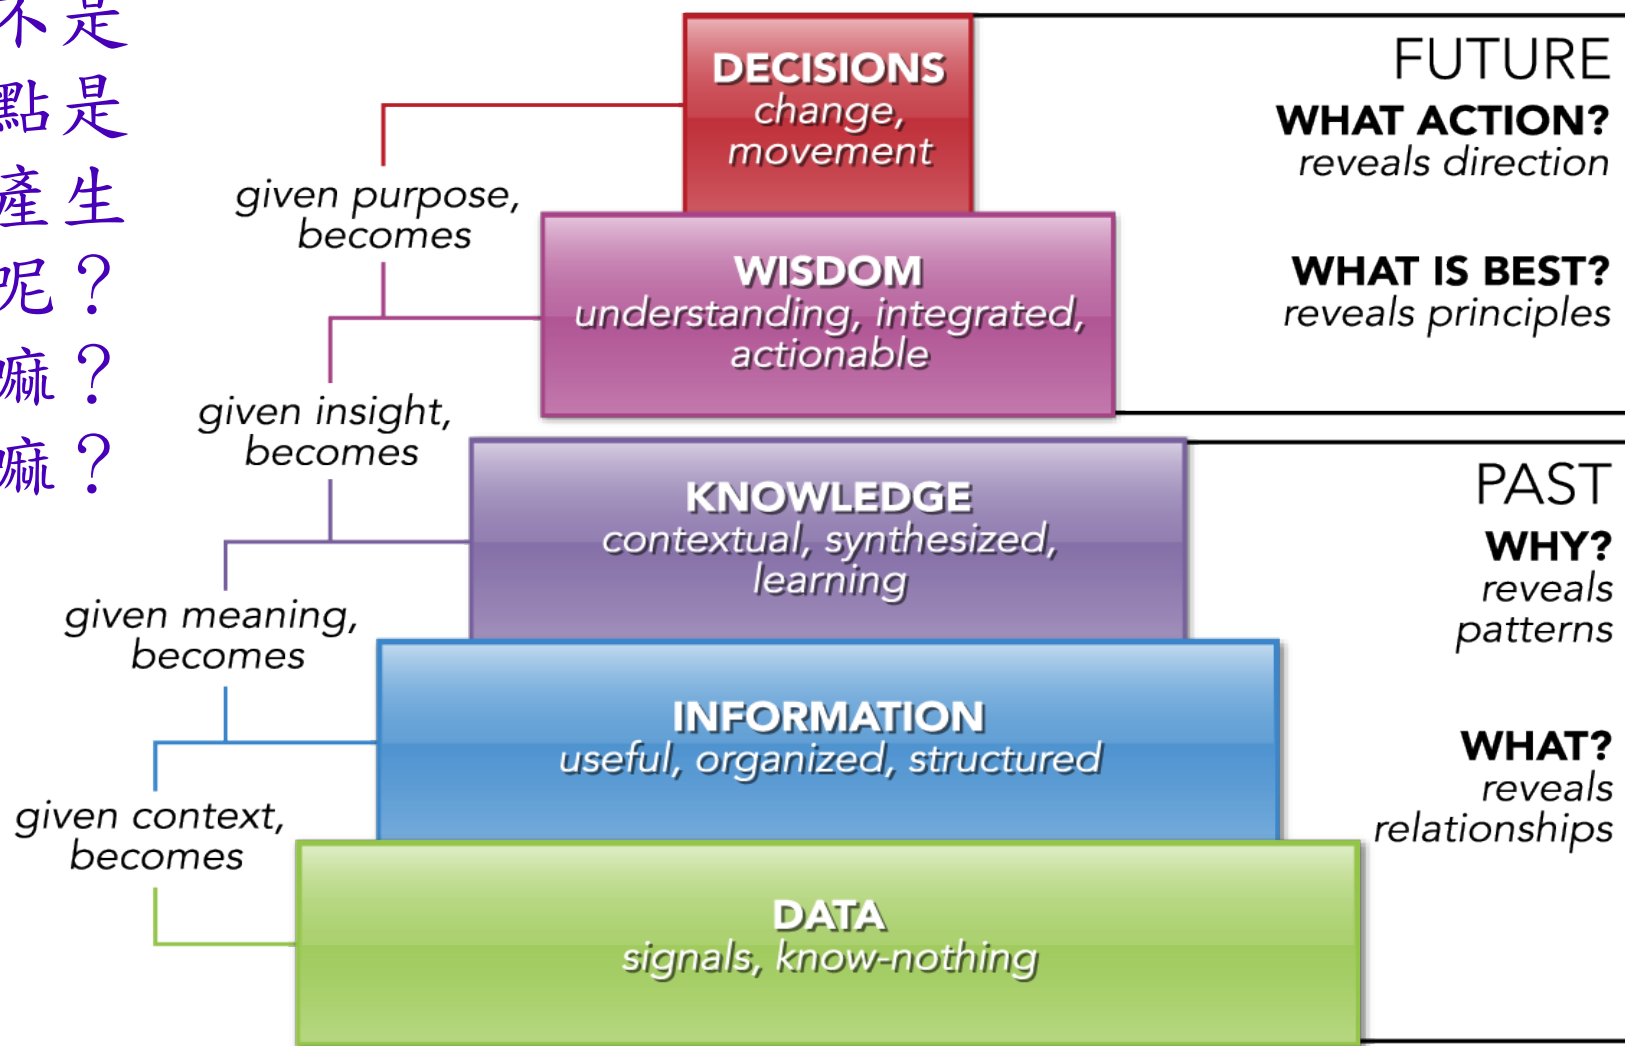 不是
點是
產生
呢？
嘛？
嘛？
DECISIONS
change,
movement
given purpose,
becomes
WISDOM
understanding, integrated,
actionable
given insight,
becomes
KNOWLEDGE
contextual, synthesized,
learning
given meaning,
becomes
INFORMATION
useful, organized, structured
given context,
becomes
DATA
signals, know-nothing
FUTURE
WHAT ACTION?
reveals direction
WHAT IS BEST?
reveals principles
PAST
WHY?
reveals
patterns
WHAT?
reveals
relationships